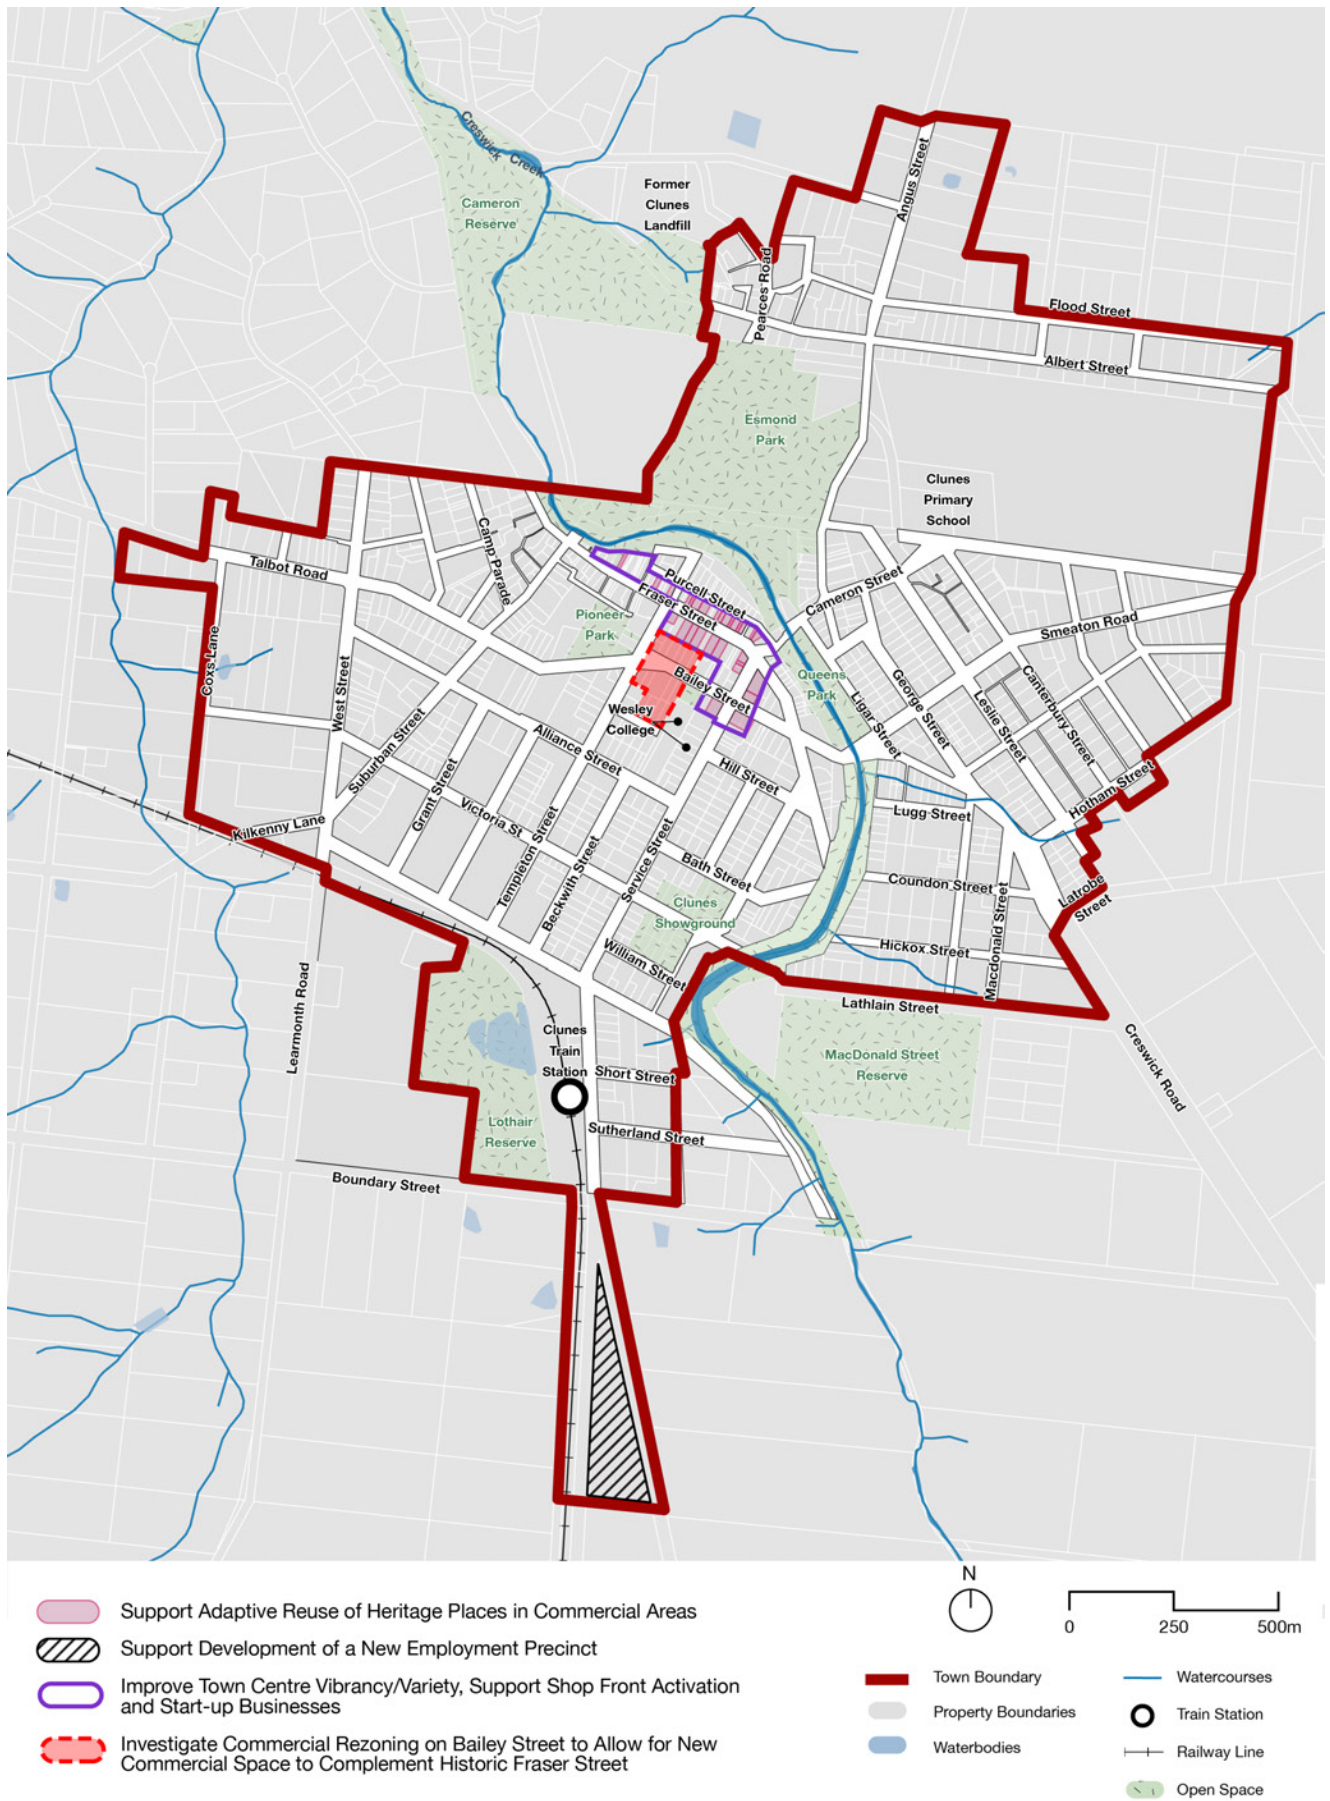 Creswick
Creek
Cameron
Reserve
Former
Clunes
Landfill
Angus Street
Pearces Road
Flood Street
Albert Street
Esmond
Park
Clunes
Primary
School
Talbot Road
Camp Parade
Purcell Street
Fraser Street
Pioneer
Park
Cameron Street
Smeaton Road
Coxs Lane
West Street
Bailey Street
Queens
Park
Wesley
College
Ligar Street
George Street
Leslie Street
Canterbury Street
Suburban Street
Alliance Street
Hill Street
Hotham Street
Grant Street
Victoria St
Lugg Street
Kilkenny Lane
Templeton Street
Beckwith Street
Service Street
Bath Street
Coundon Street
Latrobe
Street
Clunes
Showground
Macdonald Street
Hickox Street
William Street
Learmonth Road
Lathlain Street
Clunes
Train
Station
Short Street
MacDonald Street
Reserve
Creswick Road
Lothair
Reserve
Sutherland Street
Boundary Street
Support Adaptive Reuse of Heritage Places in Commercial Areas
Support Development of a New Employment Precinct
Improve Town Centre Vibrancy/Variety, Support Shop Front Activation
and Start-up Businesses
Investigate Commercial Rezoning on Bailey Street to Allow for New
Commercial Space to Complement Historic Fraser Street
N
0 250 500m
Town Boundary
Property Boundaries
Waterbodies
Watercourses
Train Station
Railway Line
Open Space